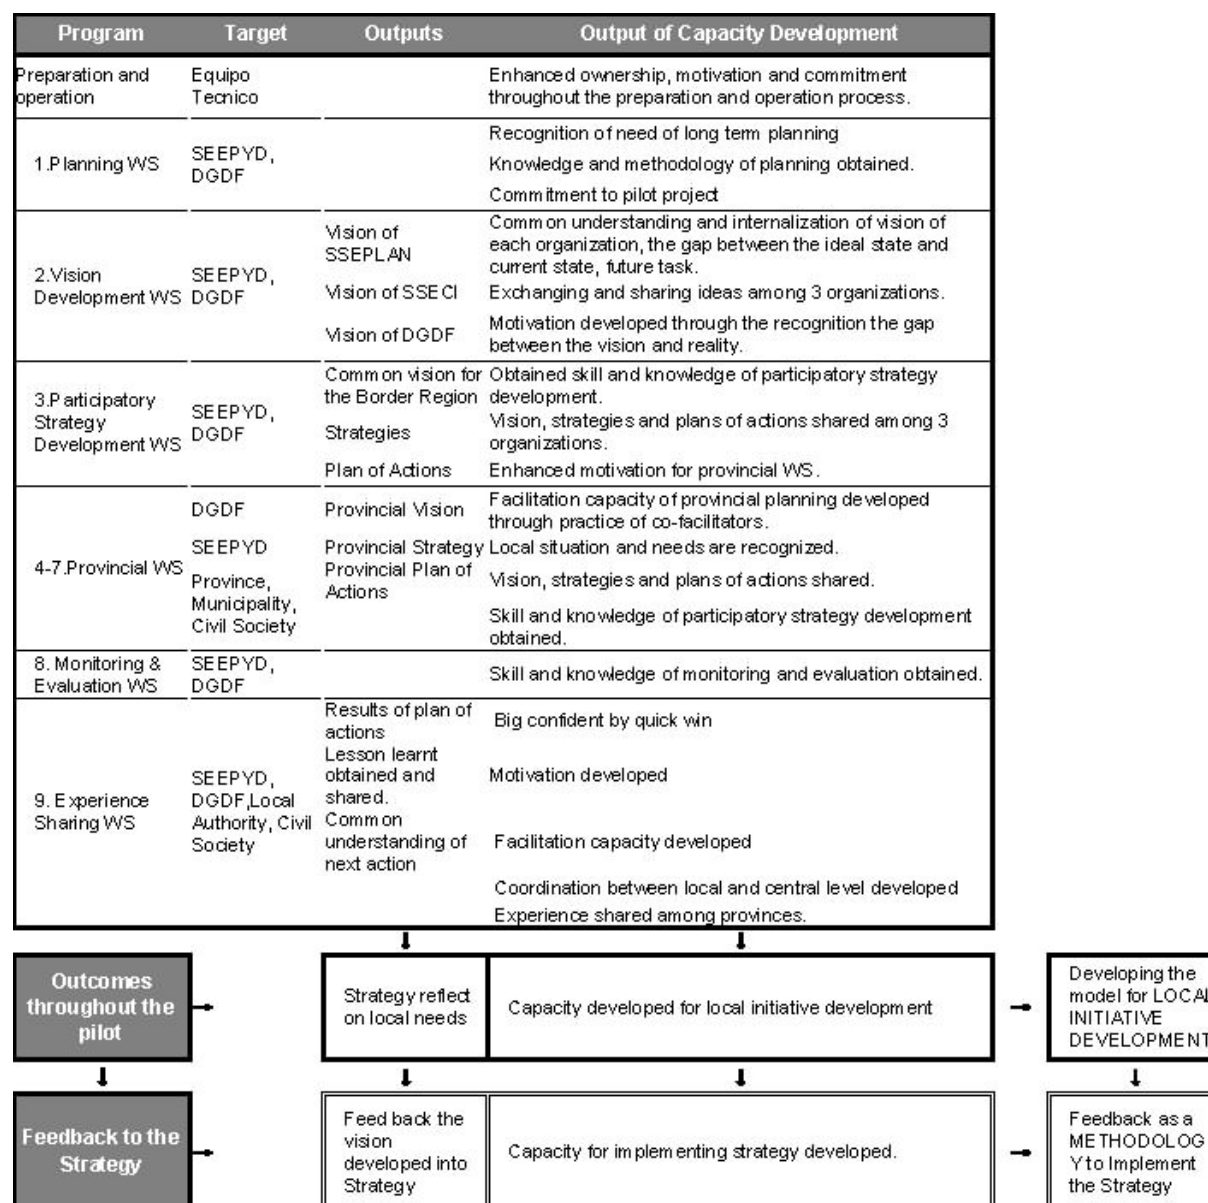 Program Target Outputs Output of Capacity Development
Preparation and
operation
Equipo
Tecnico
Enhanced ownership, motivation and commitment
throughout the preparation and operation process.
1.Planning WS
SEEPYD,
DGDF
Recognition of need of long term planning
Knowledge and methodology of planning obtained.
Commitment to pilot project
2.Vision
Development WS
SEEPYD,
DGDF
Vision of
SSEPLAN
Common understanding and internalization of vision of
each organization, the gap between the ideal state and
current state, future task.
Vision of SSECI
Exchanging and sharing ideas among 3 organizations.
Vision of DGDF
Motivation developed through the recognition the gap
between the vision and reality.
3.Participatory
Strategy
Development WS
SEEPYD,
DGDF
Common vision for
the Border Region
Obtained skill and knowledge of participatory strategy
development.
Strategies
Vision, strategies and plans of actions shared among 3
organizations.
Plan of Actions
Enhanced motivation for provincial WS.
4-7.Provincial WS
DGDF
Provincial Vision
Facilitation capacity of provincial planning developed
through practice of co-facilitators.
SEEPYD
Provincial Strategy
Local situation and needs are recognized.
Province,
Municipality,
Civil Society
Provincial Plan of
Actions
Vision, strategies and plans of actions shared.
Skill and knowledge of participatory strategy development
obtained.
8. Monitoring &
Evaluation WS
SEEPYD,
DGDF
Skill and knowledge of monitoring and evaluation obtained.
9. Experience
Sharing WS
SEEPYD,
DGDF,Local
Authority, Civil
Society
Results of plan of
actions
Lesson learnt
obtained and
shared.
Common
understanding of
next action
Big confident by quick win
Motivation developed
Facilitation capacity developed
Coordination between local and central level developed
Experience shared among provinces.
Outcomes
throughout the
pilot
Strategy reflect
on local needs
Capacity developed for local initiative development
Developing the
model for LOCAL
INITIATIVE
DEVELOPMENT
Feedback to the
Strategy
Feed back the
vision
developed into
Strategy
Capacity for implementing strategy developed.
Feedback as a
METHODOLOG
Y to Implement
the Strategy